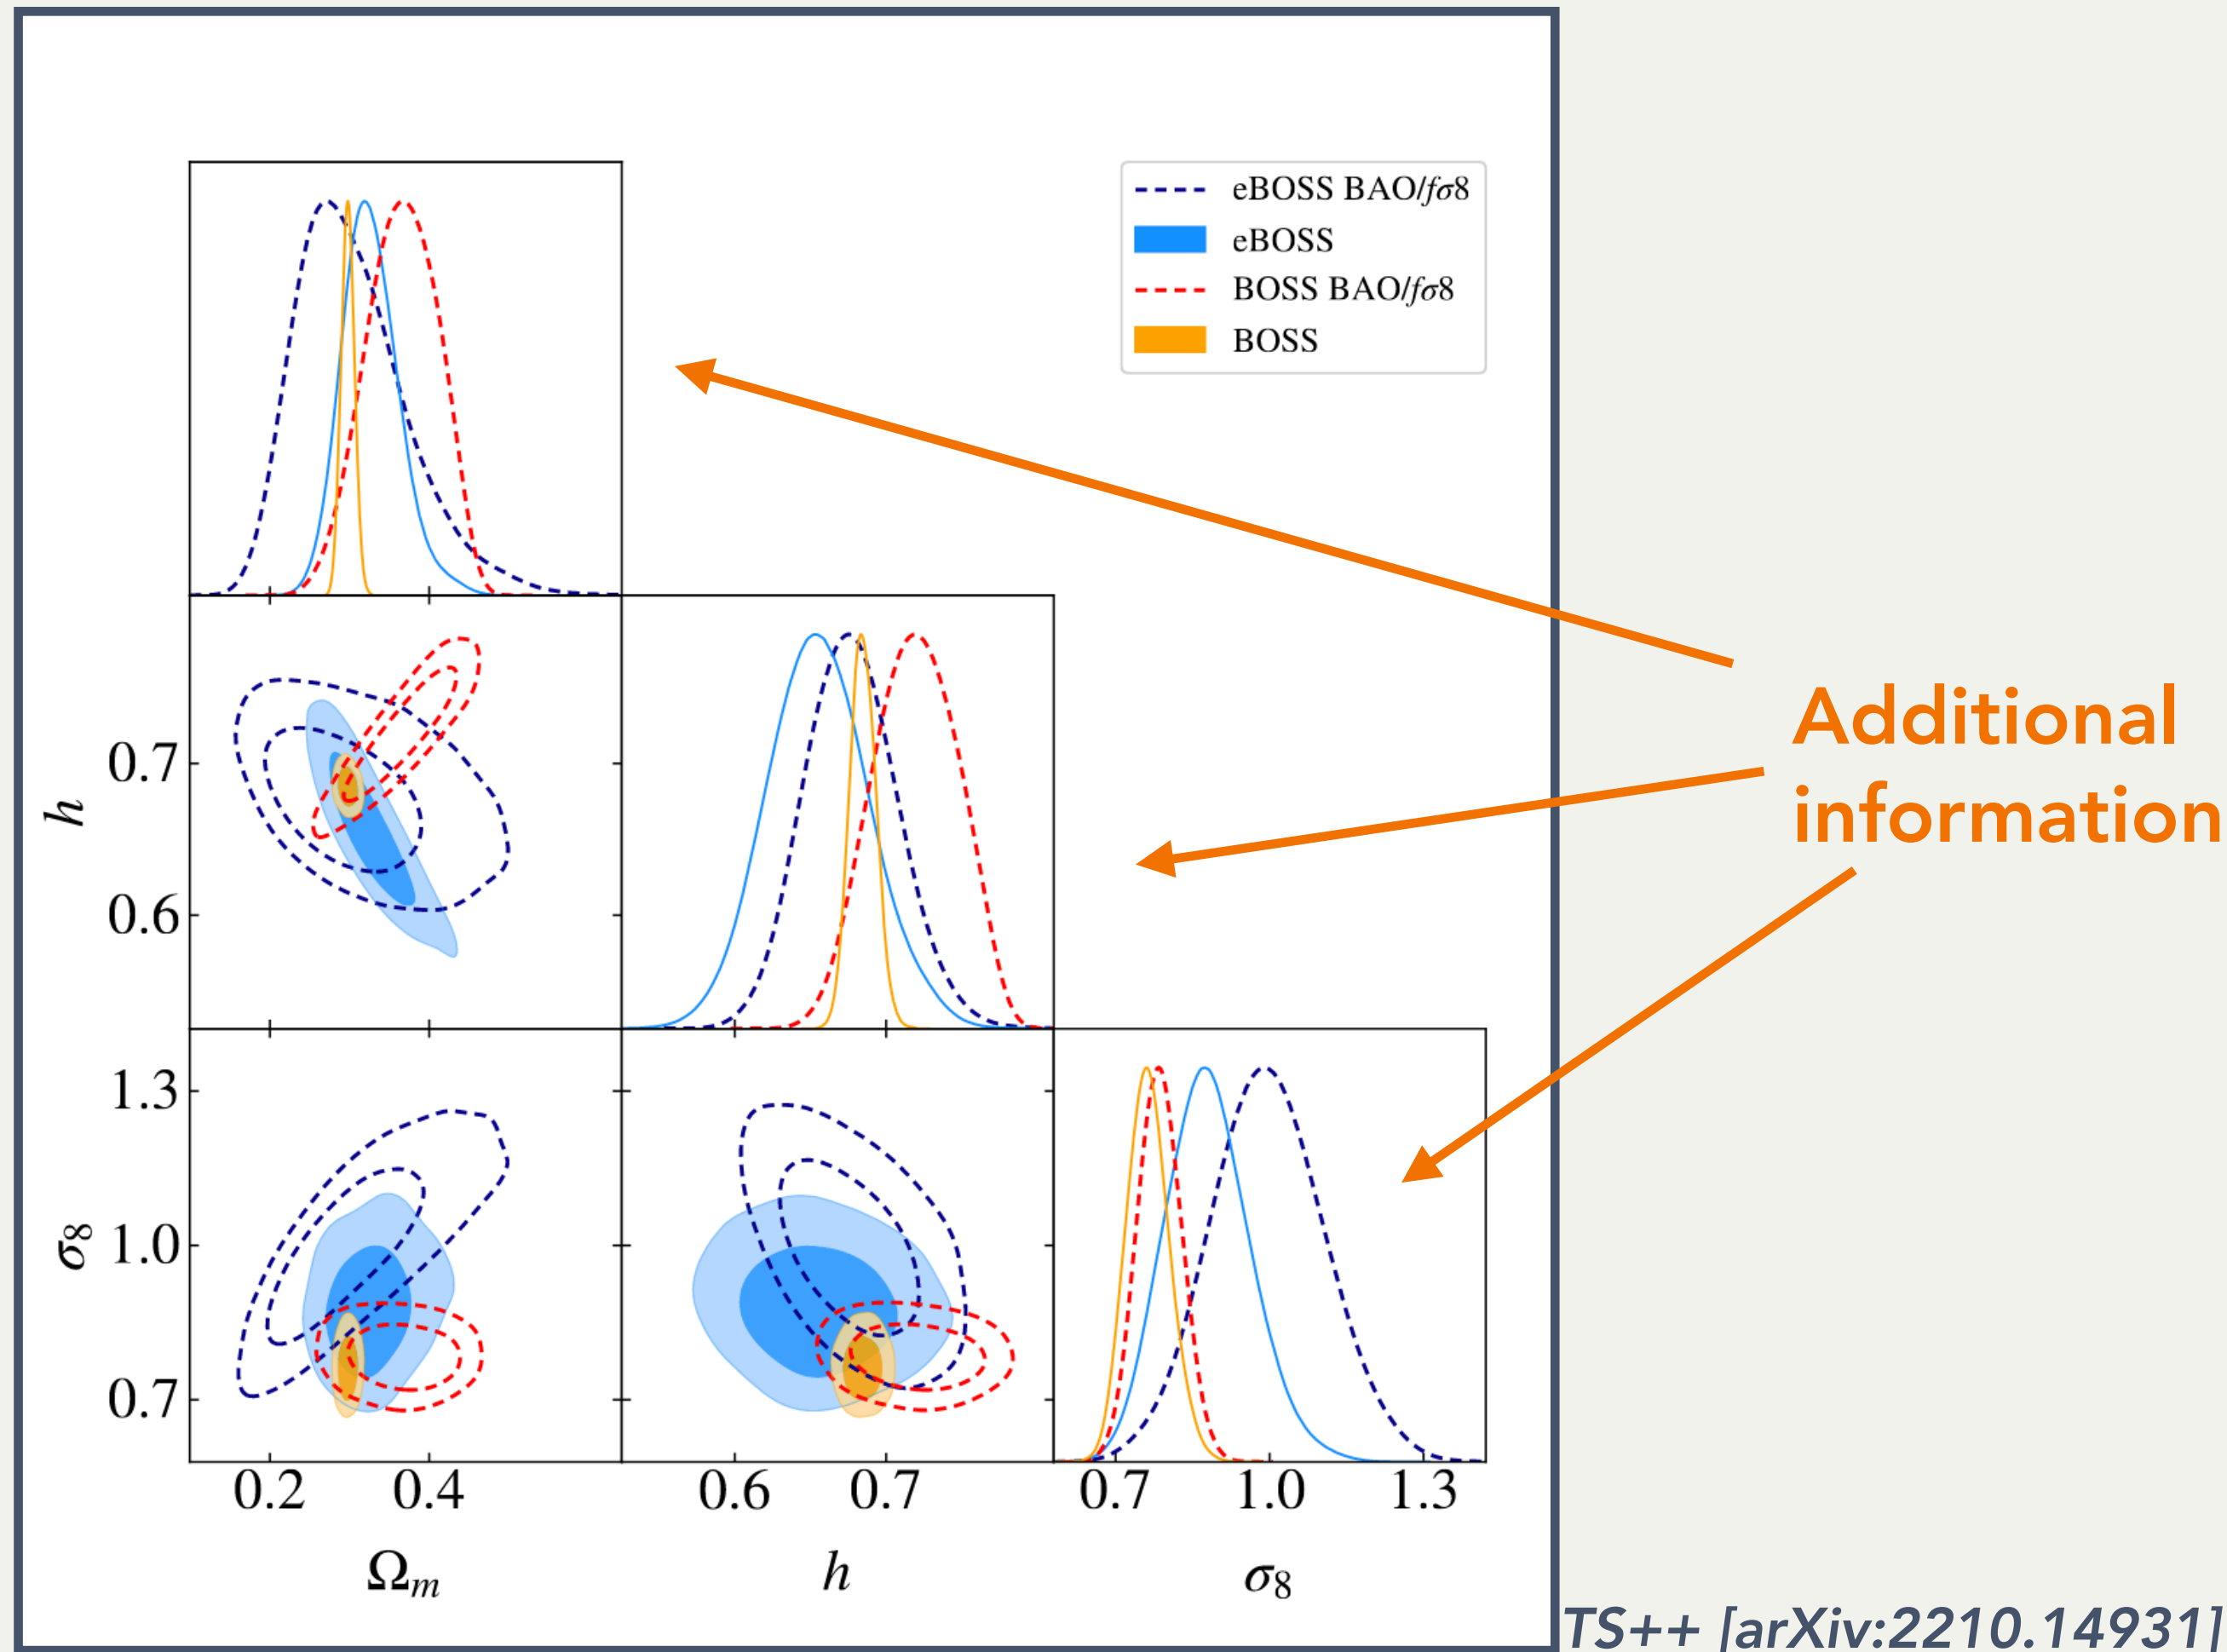 eBOSS BAO/fσ8
eBOSS
BOSS BAO/fσ8
BOSS
Additional
information
h
0.7
0.6
σ8
1.3
1.0
0.7
0.2 0.4 0.6 0.7 0.7 1.0 1.3
Ωm h σ8
TS++ [arXiv:2210.14931]